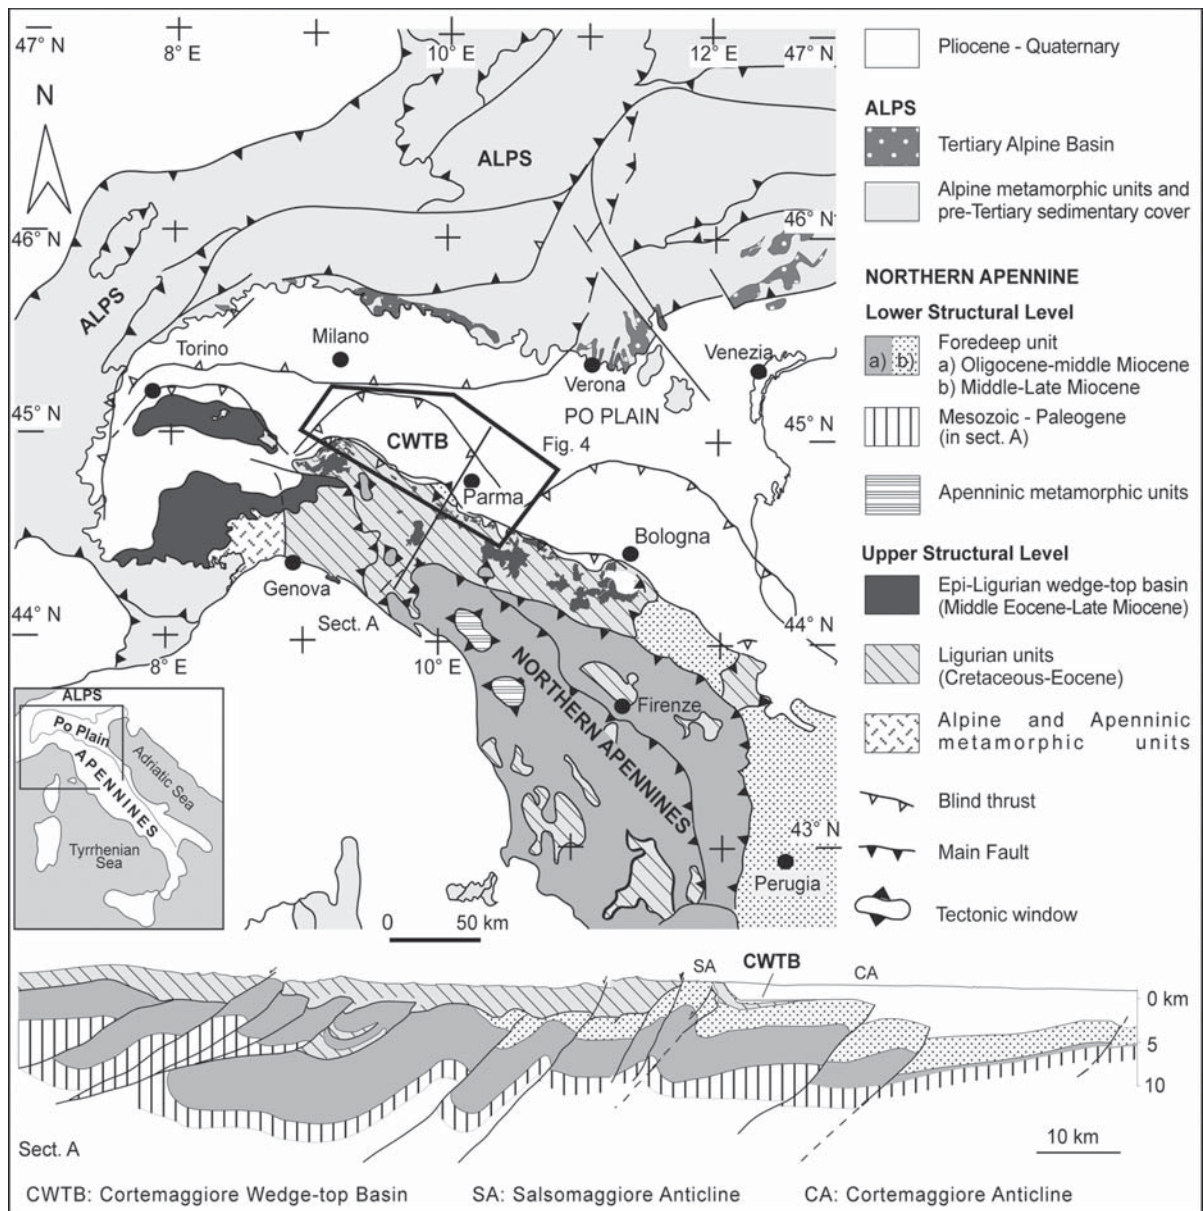 47° N
8° E
10° E
12° E
47° N
N
ALPS
46° N
46° N
ALPS
Milano
Torino
Venezia
Verona
PO PLAIN
45° N
45° N
CWTB
Fig. 4
Parma
Bologna
Genova
44° N
44° N
Sect. A
8° E
10° E
NORTHERN APENNINES
Firenze
43° N
Perugia
0 50 km
ALPS
Po Plain
APENNINES
Adriatic Sea
Tyrrhenian
Sea
Pliocene - Quaternary
ALPS
Tertiary Alpine Basin
Alpine metamorphic units and
pre-Tertiary sedimentary cover
NORTHERN APENNINE
Lower Structural Level
Foredeep unit
a) b) a) Oligocene-middle Miocene
b) Middle-Late Miocene
Mesozoic - Paleogene
(in sect. A)
Apenninic metamorphic units
Upper Structural Level
Epi-Ligurian wedge-top basin
(Middle Eocene-Late Miocene)
Ligurian units
(Cretaceous-Eocene)
Alpine and Apenninic
metamorphic units
Blind thrust
Main Fault
Tectonic window
SA CWTB CA
0 km
5
10
Sect. A
10 km
CWTB: Cortemaggiore Wedge-top Basin SA: Salsomaggiore Anticline CA: Cortemaggiore Anticline